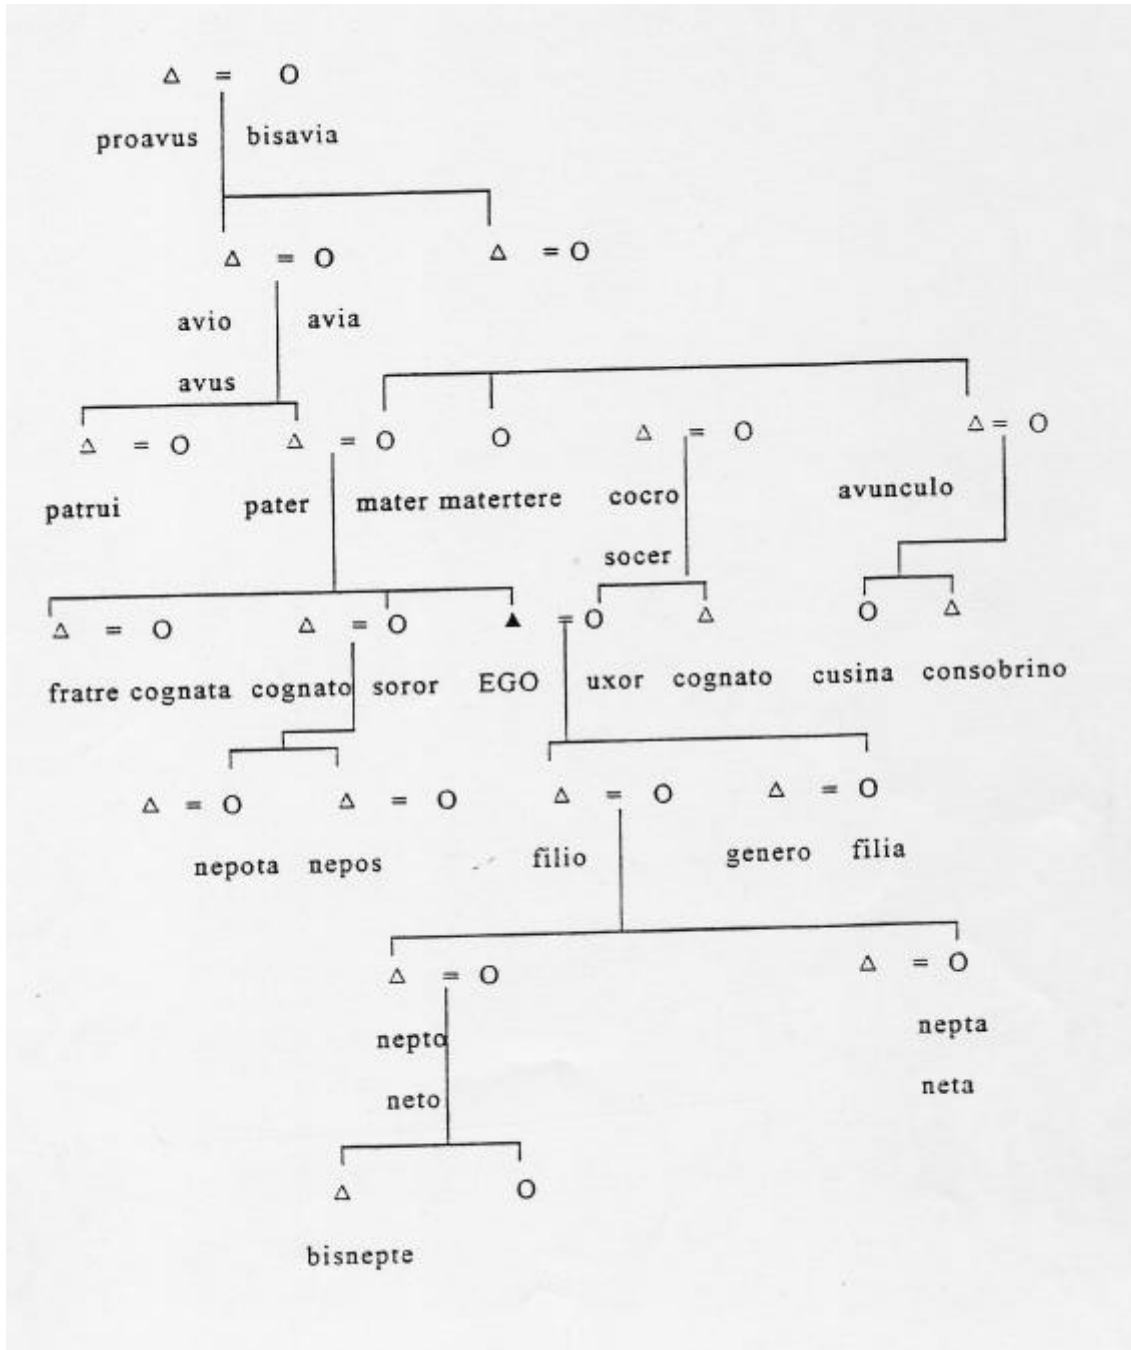 Δ = O
proavus bisavia
Δ = O Δ = O
avio avia
avus
Δ = O Δ = O O Δ = O Δ = O
patrui pater mater matertere cocro avunculo
socer
Δ = O Δ = O ▲ = O Δ O Δ
fratre cognata cognato soror EGO uxor cognato cusina consobrino
Δ = O Δ = O Δ = O Δ = O
nepota nepos filio genero filia
Δ = O Δ = O
nepto nepta
neto neta
Δ O
bisnepte